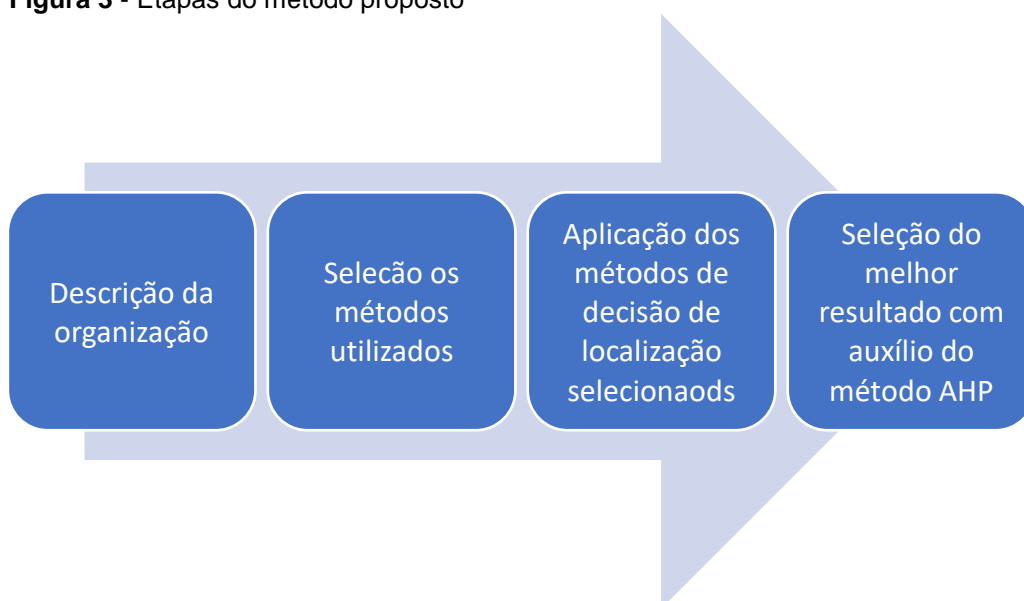 Figura 3 - Etapas do método proposto
Descrição da
organização
Selecão os
métodos
utilizados
Aplicação dos
métodos de
decisão de
localização
selecionaods
Seleção do
melhor
resultado com
auxílio do
método AHP